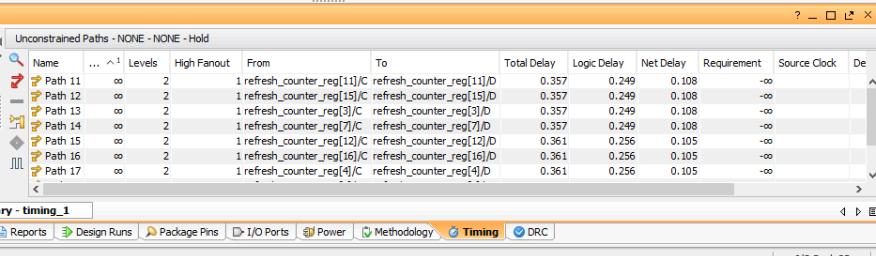 Unconstrained Paths - NONE - NONE - Hold
Name ... 1 Levels High Fanout From To Total Delay Logic Delay Net Delay Requirement Source Clock De
Path 11 ∞ 2 1 refresh_counter_reg[11]/C refresh_counter_reg[11]/D 0.357 0.249 0.108 -∞
Path 12 ∞ 2 1 refresh_counter_reg[15]/C refresh_counter_reg[15]/D 0.357 0.249 0.108 -∞
Path 13 ∞ 2 1 refresh_counter_reg[3]/C refresh_counter_reg[3]/D 0.357 0.249 0.108 -∞
Path 14 ∞ 2 1 refresh_counter_reg[7]/C refresh_counter_reg[7]/D 0.357 0.249 0.108 -∞
Path 15 ∞ 2 1 refresh_counter_reg[12]/C refresh_counter_reg[12]/D 0.361 0.256 0.105 -∞
Path 16 ∞ 2 1 refresh_counter_reg[16]/C refresh_counter_reg[16]/D 0.361 0.256 0.105 -∞
Path 17 ∞ 2 1 refresh_counter_reg[4]/C refresh_counter_reg[4]/D 0.361 0.256 0.105 -∞
ry - timing_1
Reports Design Runs Package Pins I/O Ports Power Methodology Timing DRC